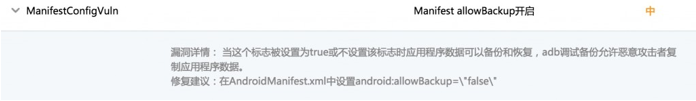 ManifestConfigVuln Manifest allowBackup开启 中
漏洞详情： 当这个标志被设置为true或不设置该标志时应用程序数据可以备份和恢复，adb调试备份允许恶意攻击者复
制应用程序数据。
修复建议：在AndroidManifest.xml中设置android:allowBackup=\"false\"